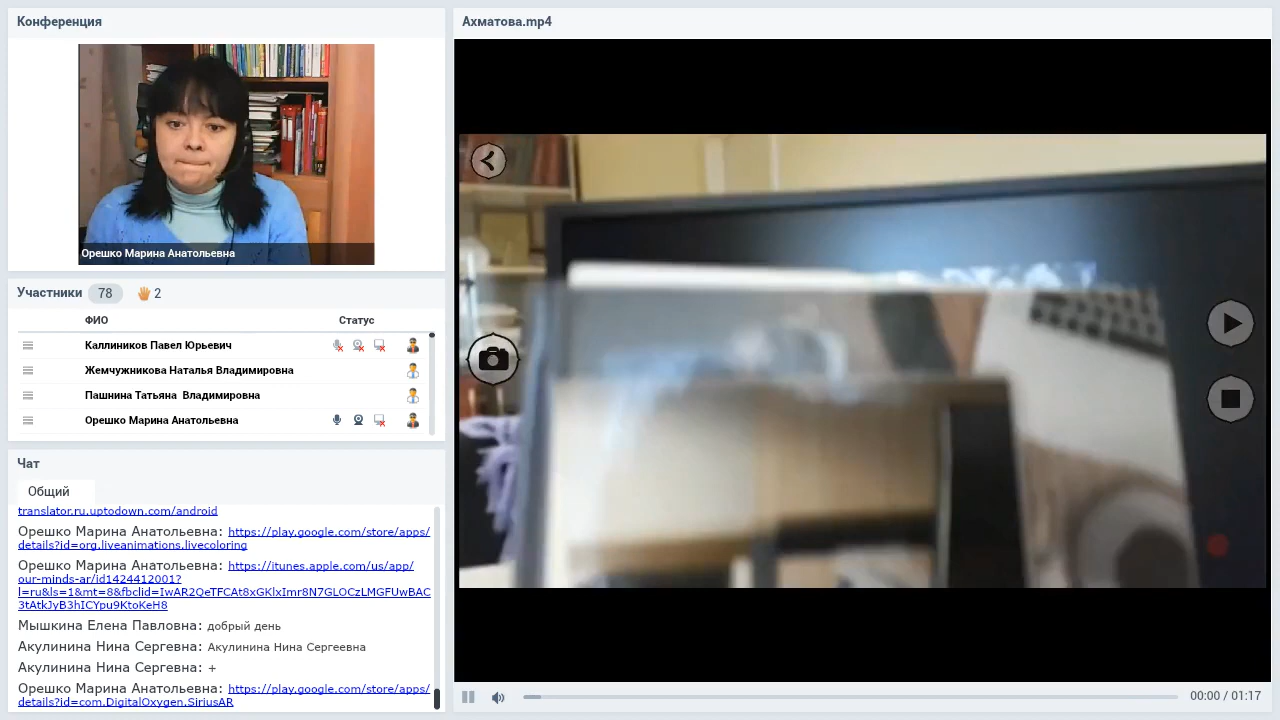 Конференция
Орешко Марина Анатольевна
Участники 78 2
ФИО Статус
Каллиников Павел Юрьевич
Жемчужникова Наталья Владимировна
Пашнина Татьяна Владимировна
Орешко Марина Анатольевна
Чат
Общий
translator.ru.uptodown.com/android
Орешко Марина Анатольевна: https://play.google.com/store/apps/
details?id=org.liveanimations.livecoloring
Орешко Марина Анатольевна: https://itunes.apple.com/us/app/
our-minds-ar/id1424412001?
l=ru&ls=1&mt=8&fbclid=IwAR2QeTFCAt8xGKlxImr8N7GLOCzLMGFUwBAC
3tAtkJyB3hICYpu9KtoKeH8
Мышкина Елена Павловна: добрый день
Акулинина Нина Сергевна: Акулинина Нина Сергеевна
Акулинина Нина Сергевна: +
Орешко Марина Анатольевна: https://play.google.com/store/apps/
details?id=com.DigitalOxygen.SiriusAR
Ахматова.mp4
00:00 / 01:17